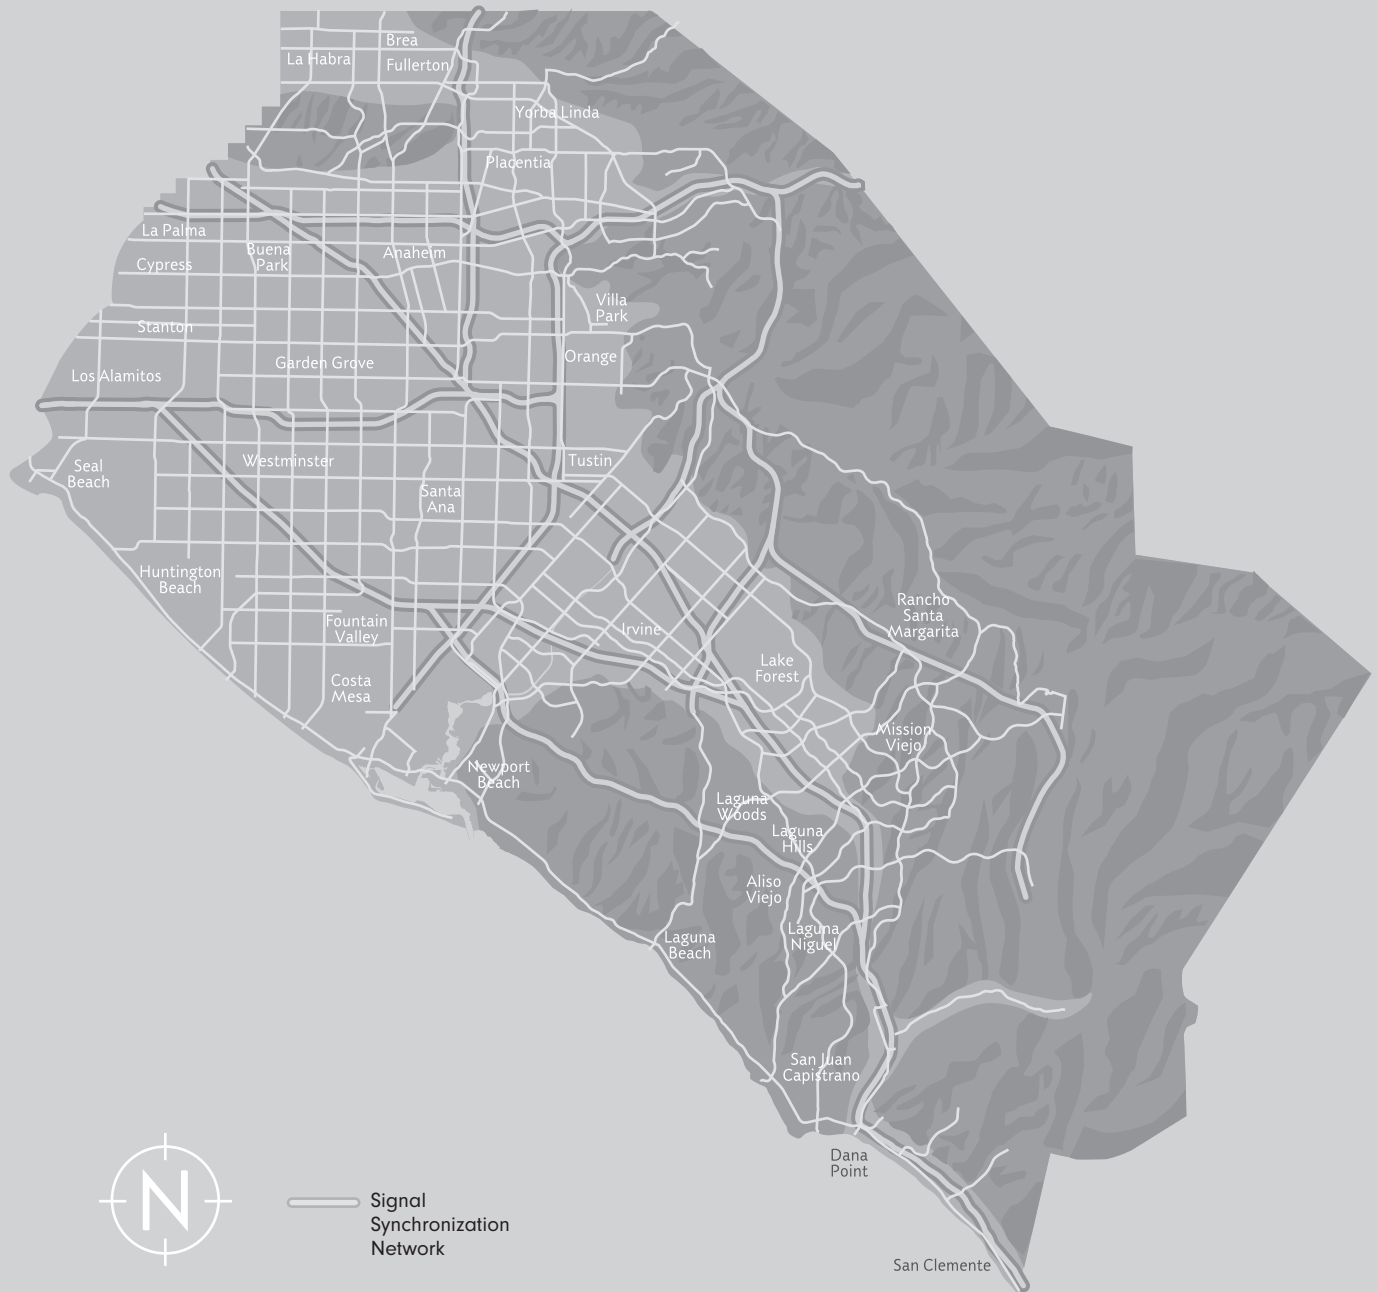 Brea
La Habra
Fullerton
Yorba Linda
Placentia
La Palma
Buena
Park
Anaheim
Cypress
Villa
Park
Stanton
Orange
Garden Grove
Los Alamitos
Westminster
Tustin
Seal
Beach
Santa
Ana
Huntington
Beach
Rancho
Santa
Margarita
Fountain
Valley
Irvine
Lake
Forest
Costa
Mesa
Mission
Viejo
Newport
Beach
Laguna
Woods
Laguna
Hills
Aliso
Viejo
Laguna
Niguel
Laguna
Beach
San Juan
Capistrano
Dana
Point
San Clemente
N
Signal
Synchronization
Network